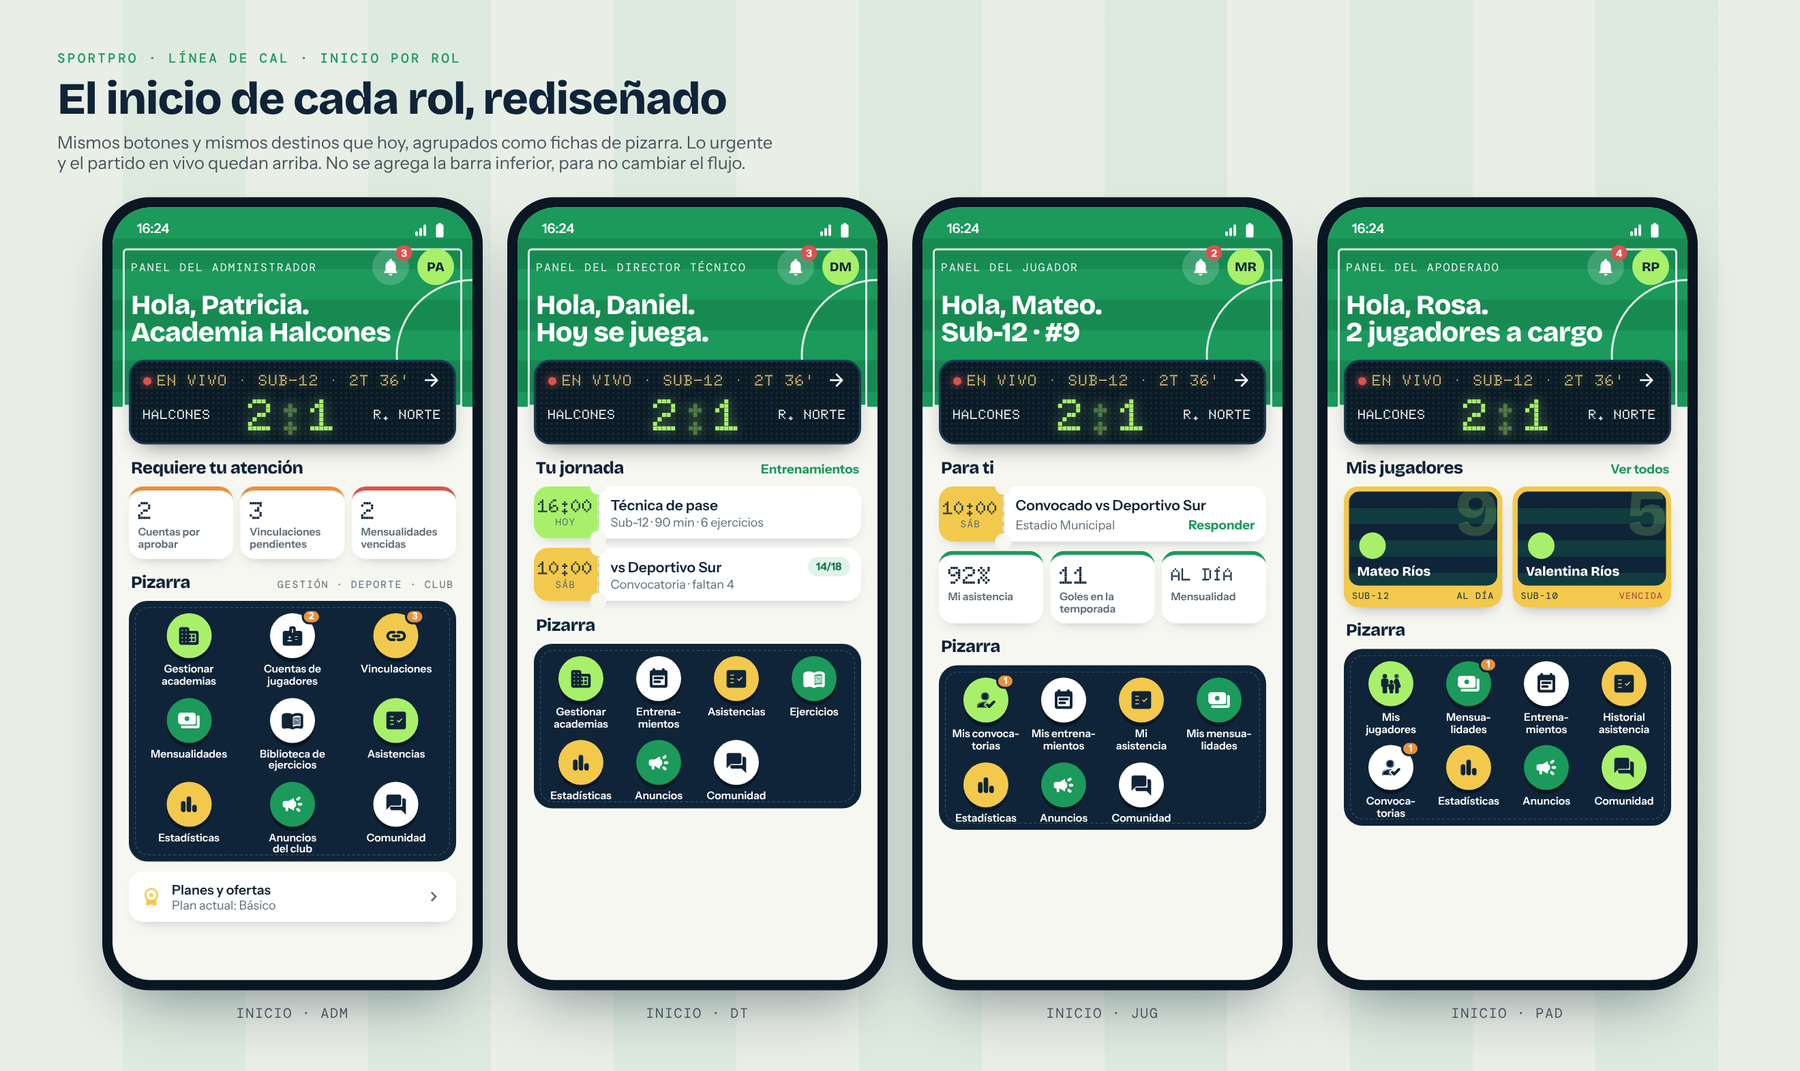 SPORTPRO · LÍNEA DE CAL · INICIO POR ROL
El inicio de cada rol, rediseñado
Mismos botones y mismos destinos que hoy, agrupados como fichas de pizarra. Lo urgente
y el partido en vivo quedan arriba. No se agrega la barra inferior, para no cambiar el flujo.
16:24
PANEL DEL ADMINISTRADOR
3
PA
Hola, Patricia.
Academia Halcones
EN VIVO · SUB-12 · 2T 36'
HALCONES 2:1 R. NORTE
Requiere tu atención
2
Cuentas por
aprobar
3
Vinculaciones
pendientes
2
Mensualidades
vencidas
Pizarra
GESTIÓN · DEPORTE · CLUB
Gestionar
academias
2
Cuentas de
jugadores
3
Vinculaciones
Mensualidades
Biblioteca de
ejercicios
Asistencias
Estadísticas
Anuncios
del club
Comunidad
Planes y ofertas
Plan actual: Básico
INICIO · ADM
16:24
PANEL DEL DIRECTOR TÉCNICO
3
DM
Hola, Daniel.
Hoy se juega.
EN VIVO · SUB-12 · 2T 36'
HALCONES 2:1 R. NORTE
Tu jornada
Entrenamientos
16:00
HOY
Técnica de pase
Sub-12 · 90 min · 6 ejercicios
10:00
SÁB
vs Deportivo Sur
Convocatoria · faltan 4
14/18
Pizarra
Gestionar
academias
Entrena-
mientos
Asistencias
Ejercicios
Estadísticas
Anuncios
Comunidad
INICIO · DT
16:24
PANEL DEL JUGADOR
2
MR
Hola, Mateo.
Sub-12 · #9
EN VIVO · SUB-12 · 2T 36'
HALCONES 2:1 R. NORTE
Para ti
10:00
SÁB
Convocado vs Deportivo Sur
Estadio Municipal
Responder
92%
Mi asistencia
11
Goles en la
temporada
AL DÍA
Mensualidad
Pizarra
1
Mis convoca-
torias
Mis entrena-
mientos
Mi
asistencia
Mis mensua-
lidades
Estadísticas
Anuncios
Comunidad
INICIO · JUG
16:24
PANEL DEL APODERADO
4
RP
Hola, Rosa.
2 jugadores a cargo
EN VIVO · SUB-12 · 2T 36'
HALCONES 2:1 R. NORTE
Mis jugadores
Ver todos
9
Mateo Ríos
SUB-12
AL DÍA
5
Valentina Ríos
SUB-10
VENCIDA
Pizarra
Mis
jugadores
1
Mensua-
lidades
Entrena-
mientos
Historial
asistencia
1
Convoca-
torias
Estadísticas
Anuncios
Comunidad
INICIO · PAD